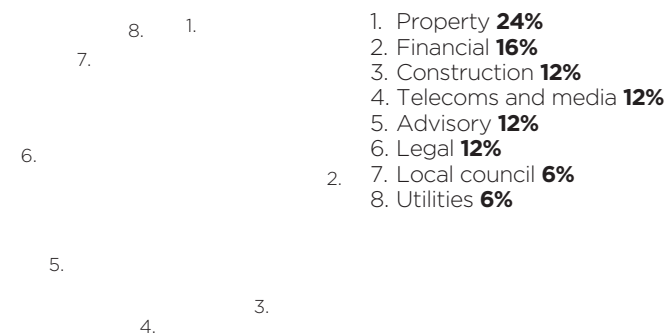 8.
1.
7.
6.
2.
5.
3.
4.
1. Property 24%
2. Financial 16%
3. Construction 12%
4. Telecoms and media 12%
5. Advisory 12%
6. Legal 12%
7. Local council 6%
8. Utilities 6%